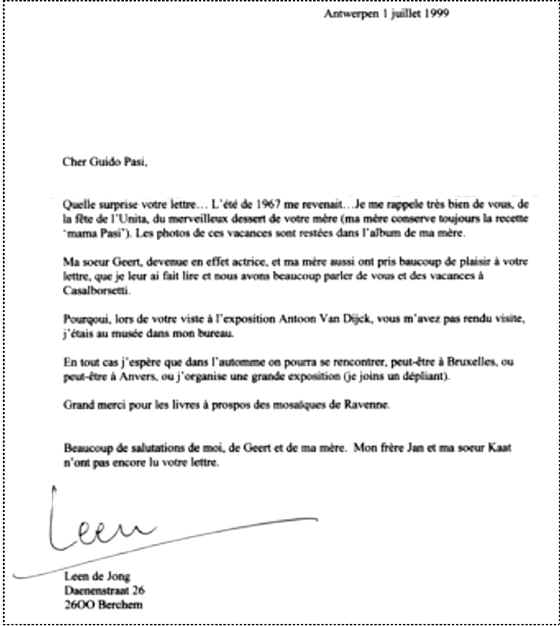 Antwerpen 1 juillet 1999
Cher Guido Pasi,
Quelle surprise votre lettre… L'été de 1967 me revenait…Je me rappele très bien de vous, de
la fête de l'Unita, du merveilleux dessert de votre mère (ma mère conserve toujours la recette
'mama Pasi'). Les photos de ces vacances sont restées dans l'album de ma mère.
Ma soeur Geert, devenue en effet actrice, et ma mère aussi ont pris baucoup de plaisir à votre
lettre, que je leur ai fait lire et nous avons beaucoup parler de vous et des vacances à
Casalborsetti.
Pourqoui, lors de votre viste à l'exposition Antoon Van Dijck, vous m'avez pas rendu visite,
j'étais au musée dans mon bureau.
En tout cas j'espère que dans l'automme on pourra se rencontrer, peut-être à Bruxelles, ou
peut-être à Anvers, ou j'organise une grande exposition (je joins un dépliant).
Grand merci pour les livres à prospos des mosaïques de Ravenne.
Beaucoup de salutations de moi, de Geert et de ma mère. Mon frère Jan et ma soeur Kaat
n'ont pas encore lu votre lettre.
Leen
Leen de Jong
Daenenstraat 26
2600 Berchem